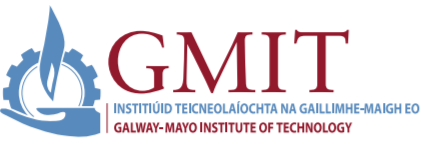 GMIT
INSTITIÚID TEICNEOLAÍOCHTA NA GAILLIMHE-MAIGH EO
GALWAY-MAYO INSTITUTE OF TECHNOLOGY